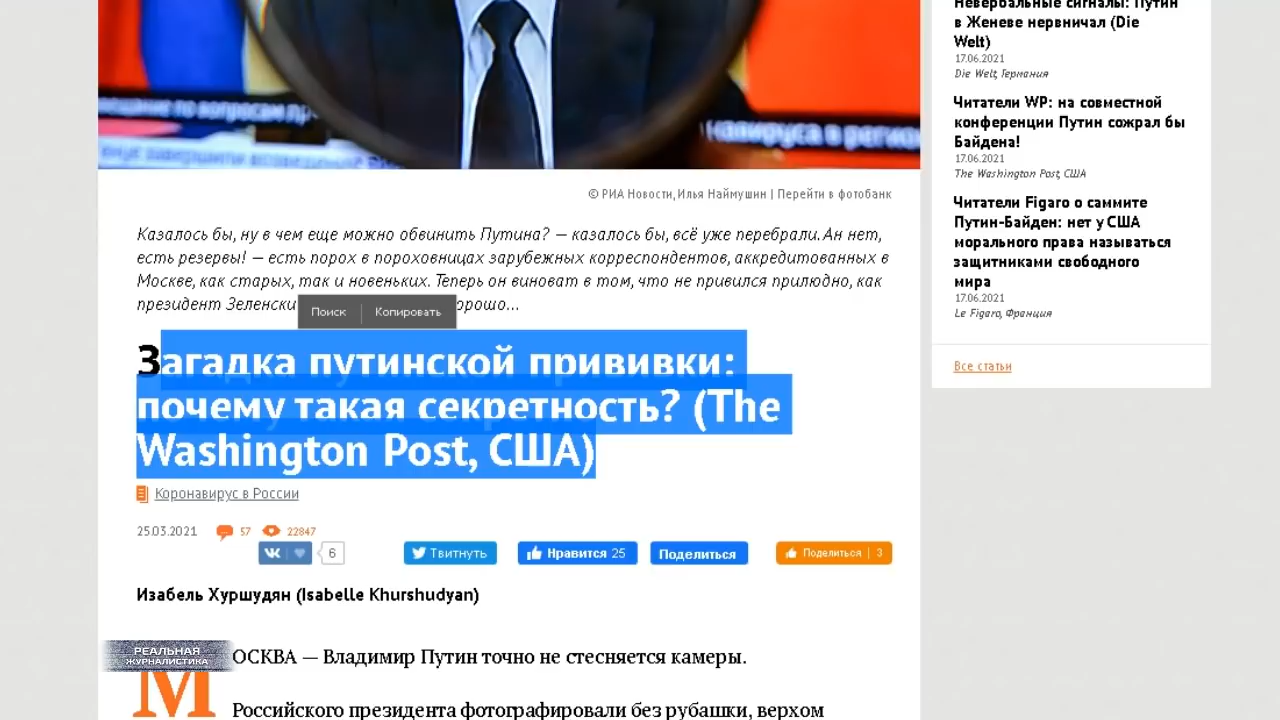 ещание по вопросам пр
навируса в регион
© РИА Новости, Илья Наймушин | Перейти в фотобанк
Казалось бы, ну в чем еще можно обвинить Путина? — казалось бы, всё уже перебрали. Ан нет,
есть резервы! — есть порох в пороховницах зарубежных корреспондентов, аккредитованных в
Москве, как старых, так и новеньких. Теперь он виноват в том, что не привился прилюдно, как
президент Зеленски орошо...
Поиск Копировать
Загадка путинской прививки:
почему такая секретность? (The
Washington Post, США)
Коронавирус в России
25.03.2021 57 22847
6 Твитнуть Нравится 25 Поделиться Поделиться | 3
Изабель Хуршудян (Isabelle Khurshudyan)
РЕАЛЬНАЯ
ЖУРНАЛИСТИКА
МОСКВА — Владимир Путин точно не стесняется камеры.
Российского президента фотографировали без рубашки, верхом
Невербальные сигналы: Путин
в Женеве нервничал (Die
Welt)
17.06.2021
Die Welt, Германия
Читатели WP: на совместной
конференции Путин сожрал бы
Байдена!
17.06.2021
The Washington Post, США
Читатели Figaro о саммите
Путин-Байден: нет у США
морального права называться
защитниками свободного
мира
17.06.2021
Le Figaro, Франция
Все статьи